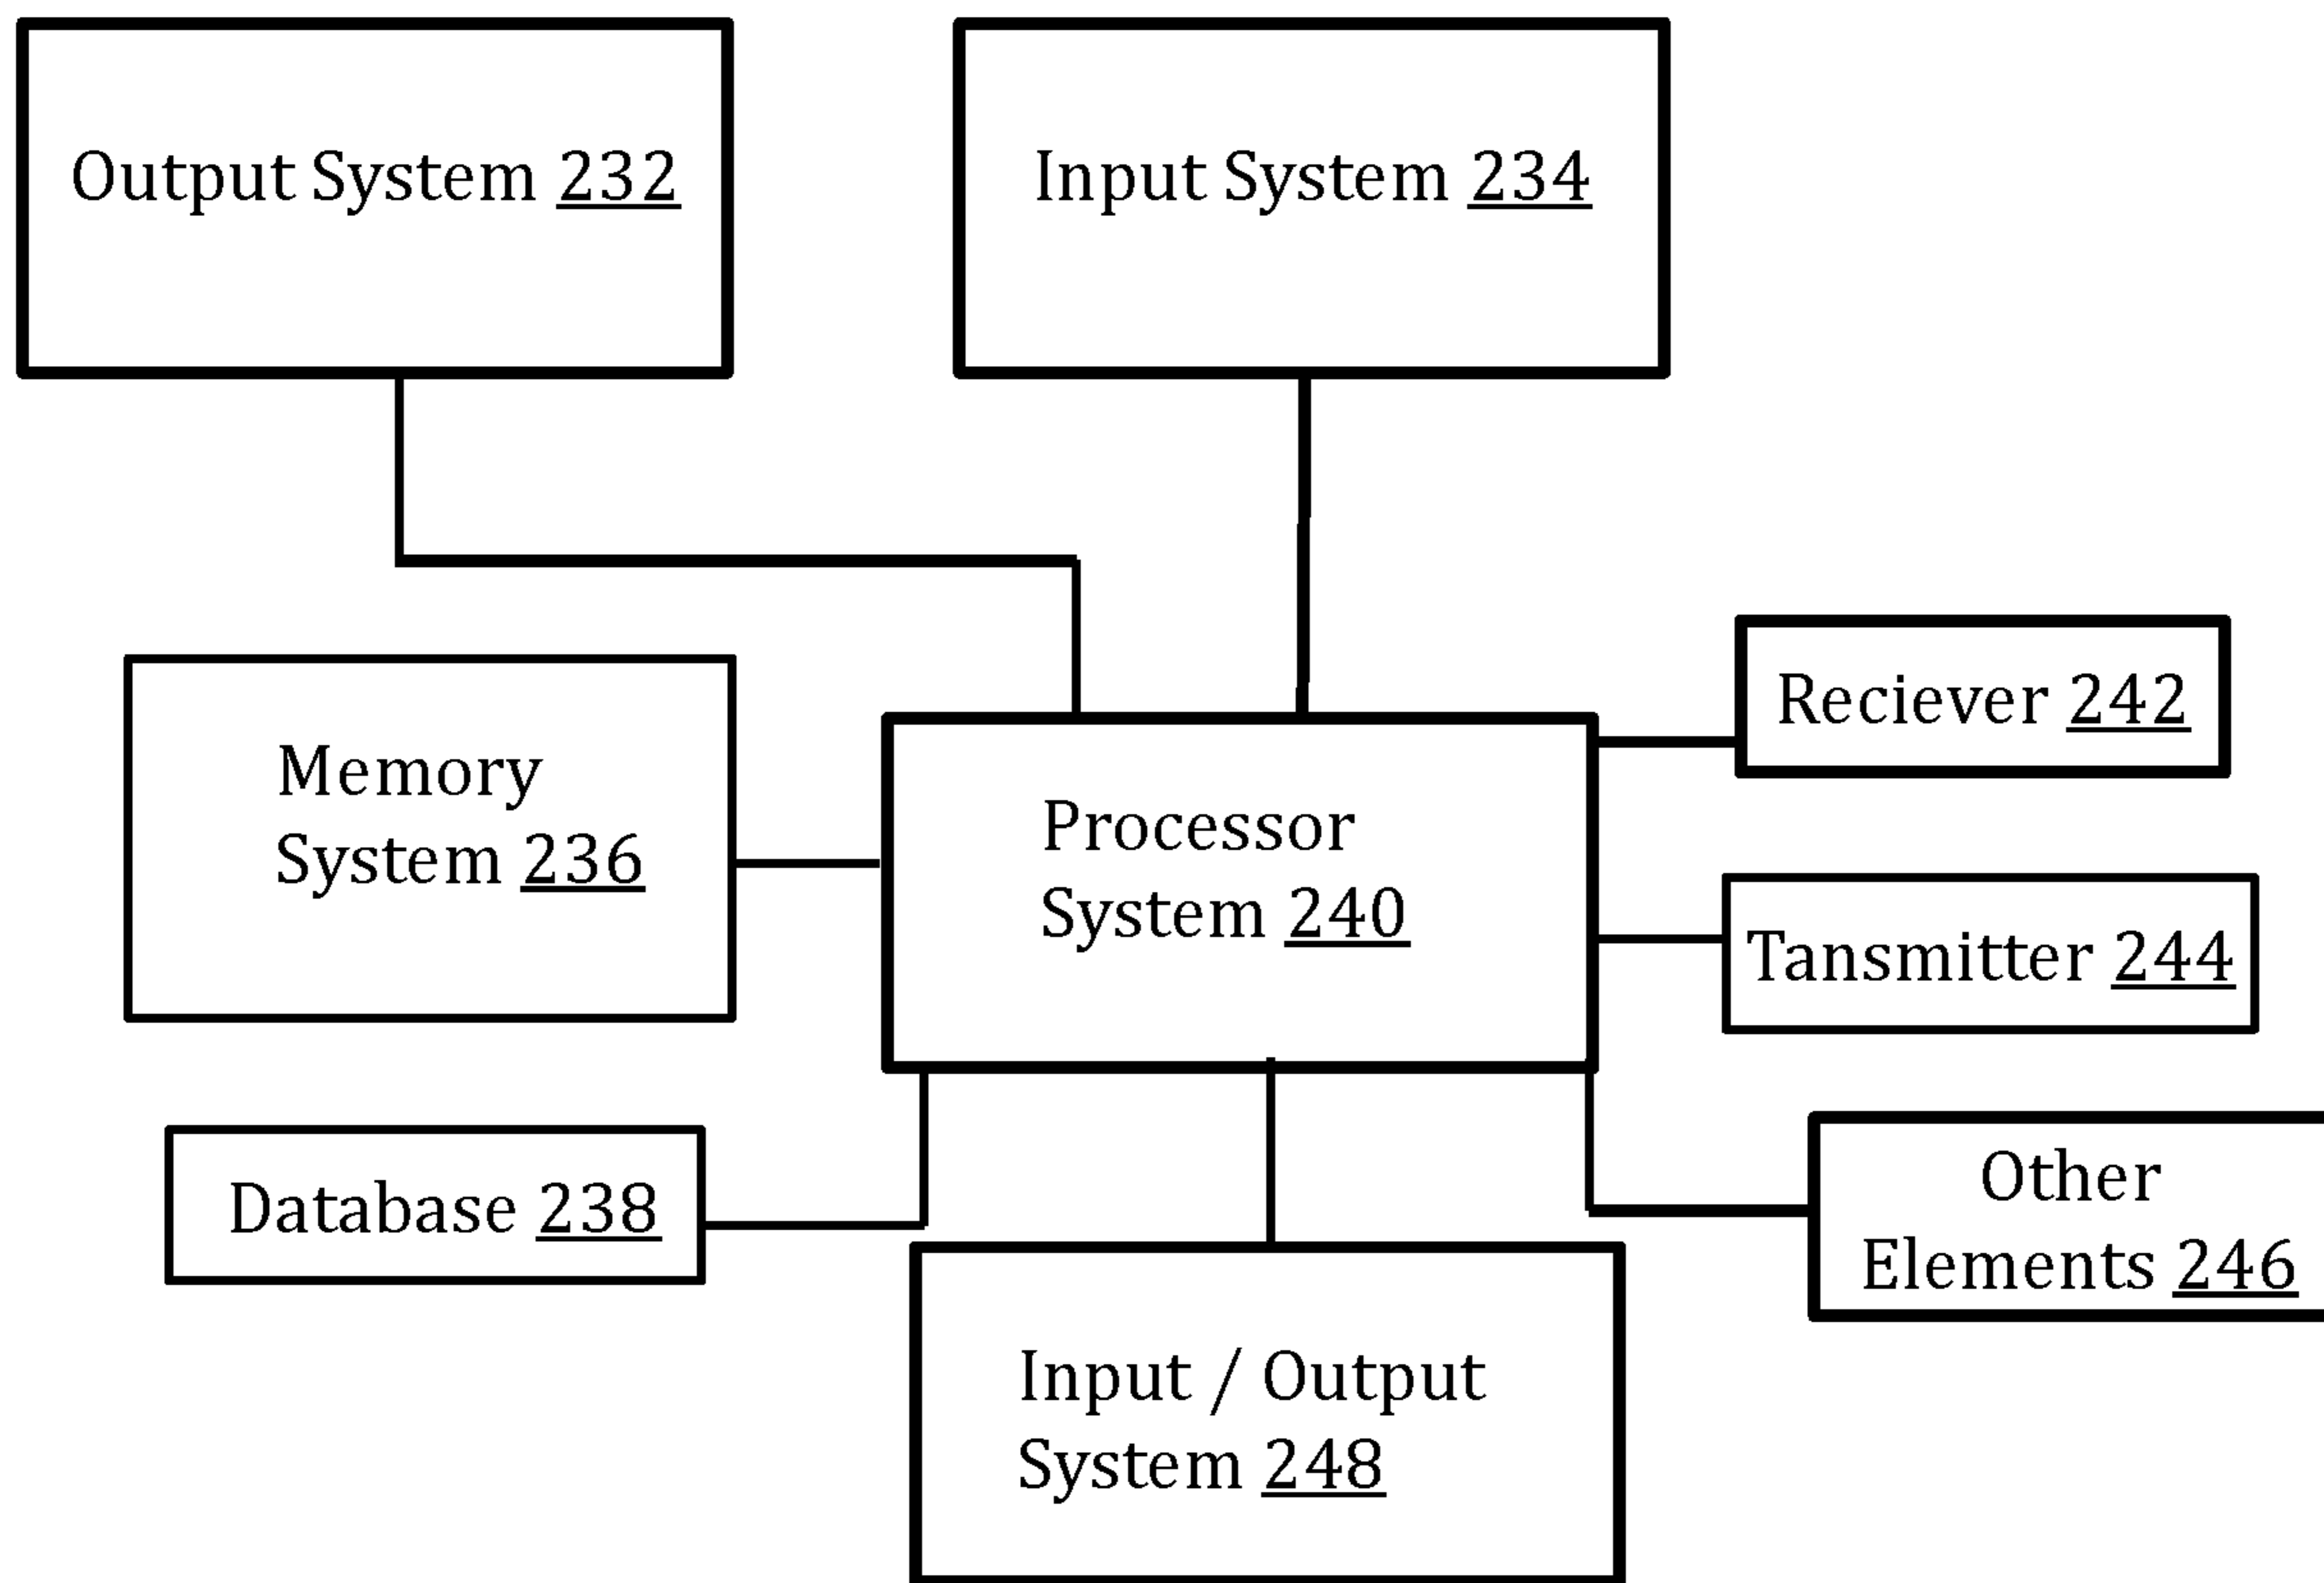 Output System 232
Input System 234
Memory
System 236
Processor
System 240
Reciever 242
Tansmitter 244
Database 238
Other
Elements 246
Input / Output
System 248